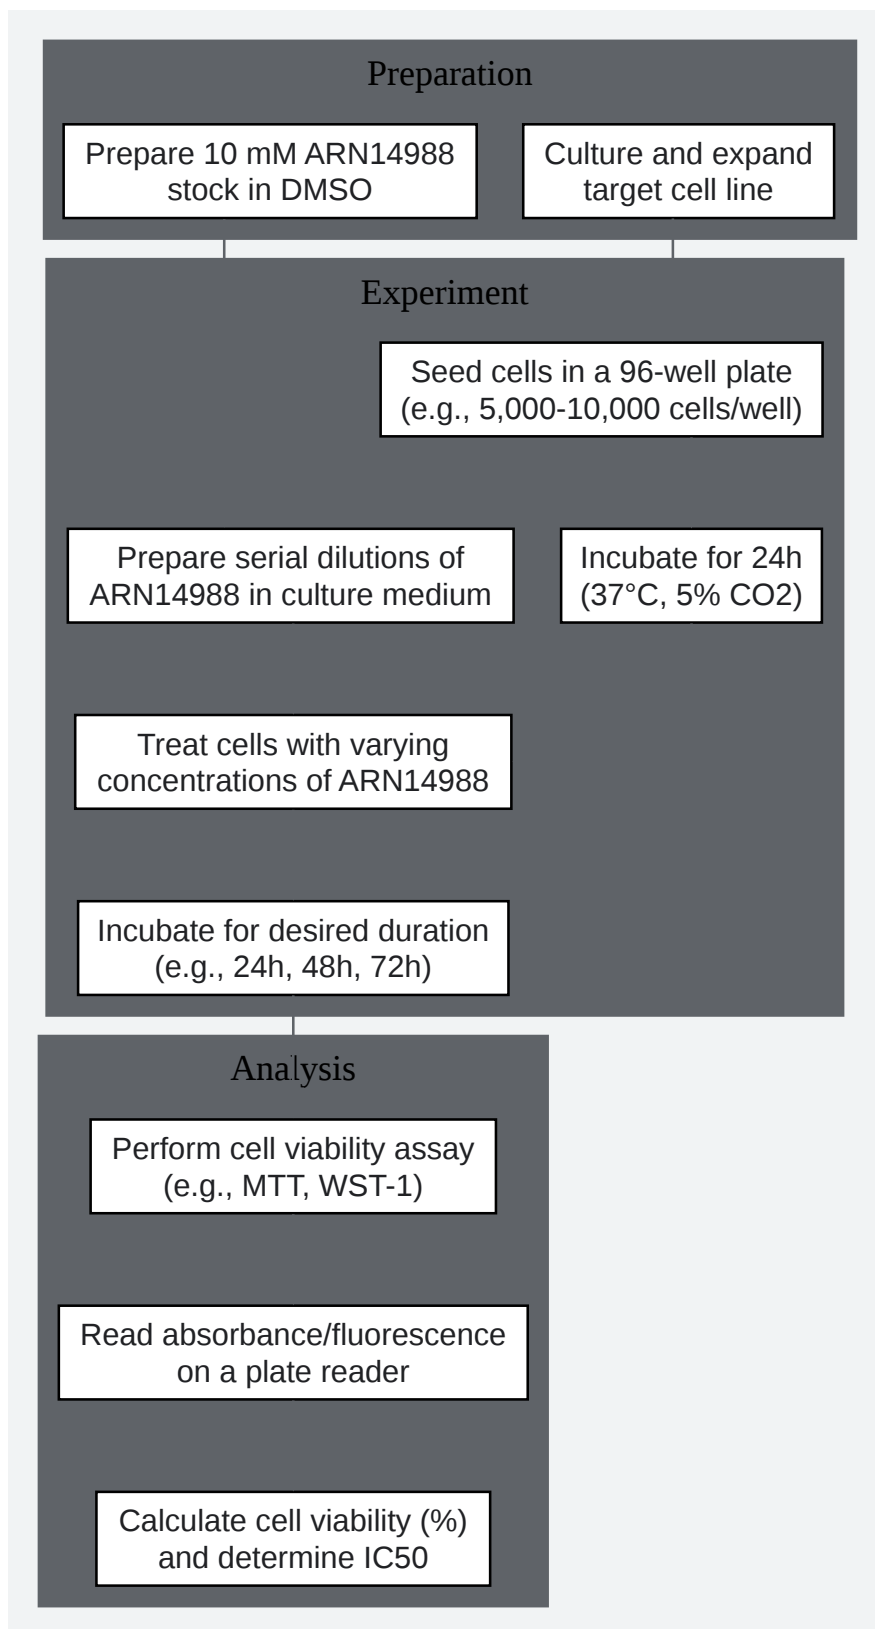 Preparation
Prepare 10 mM ARN14988
stock in DMSO
Culture and expand
target cell line
Experiment
Seed cells in a 96-well plate
(e.g., 5,000-10,000 cells/well)
Prepare serial dilutions of
ARN14988 in culture medium
Incubate for 24h
(37°C, 5% CO2)
Treat cells with varying
concentrations of ARN14988
Incubate for desired duration
(e.g., 24h, 48h, 72h)
Analysis
Perform cell viability assay
(e.g., MTT, WST-1)
Read absorbance/fluorescence
on a plate reader
Calculate cell viability (%)
and determine IC50